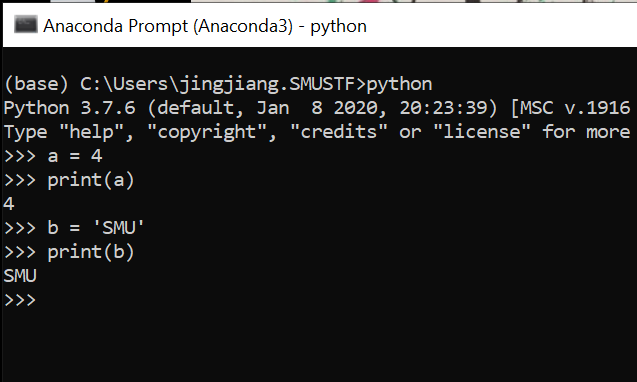 Anaconda Prompt (Anaconda3) - python
(base) C:\Users\jingjiang.SMUSTF>python
Python 3.7.6 (default, Jan  8 2020, 20:23:39) [MSC v.1916
Type "help", "copyright", "credits" or "license" for more
>>> a = 4
>>> print(a)
4
>>> b = 'SMU'
>>> print(b)
SMU
>>>